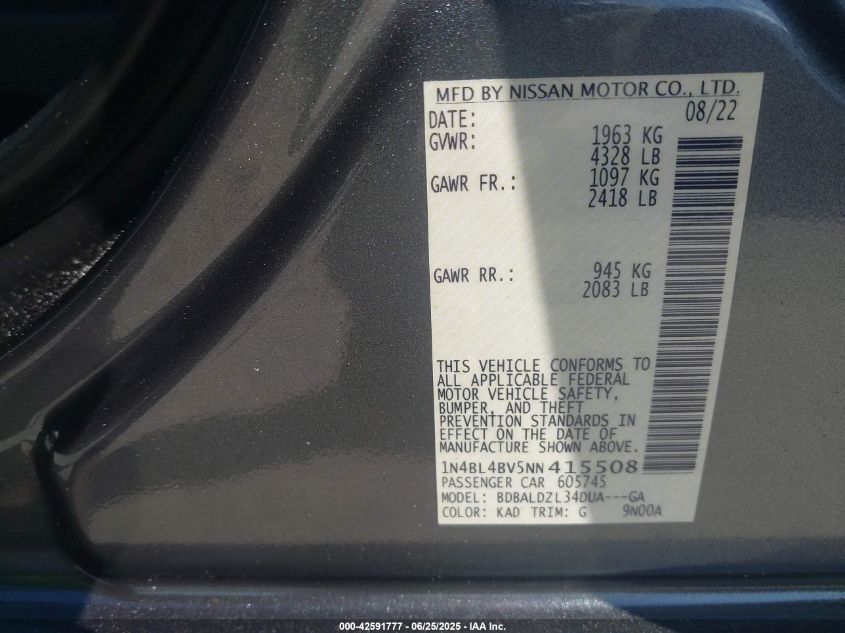 MFD BY NISSAN MOTOR CO., LTD.
DATE: 08/22
GVWR: 1963 KG
4328 LB
GAWR FR.: 1097 KG
2418 LB
GAWR RR.: 945 KG
2083 LB
THIS VEHICLE CONFORMS TO
ALL APPLICABLE FEDERAL
MOTOR VEHICLE SAFETY,
BUMPER, AND THEFT
PREVENTION STANDARDS IN
EFFECT ON THE DATE OF
MANUFACTURE SHOWN ABOVE.
1N4BL4BV5NN415508
PASSENGER CAR 605745
MODEL: BDBALDZL34DUA---GA
COLOR: KAD TRIM: G 9N00A
000-42591777 - 06/25/2025 - IAA Inc.